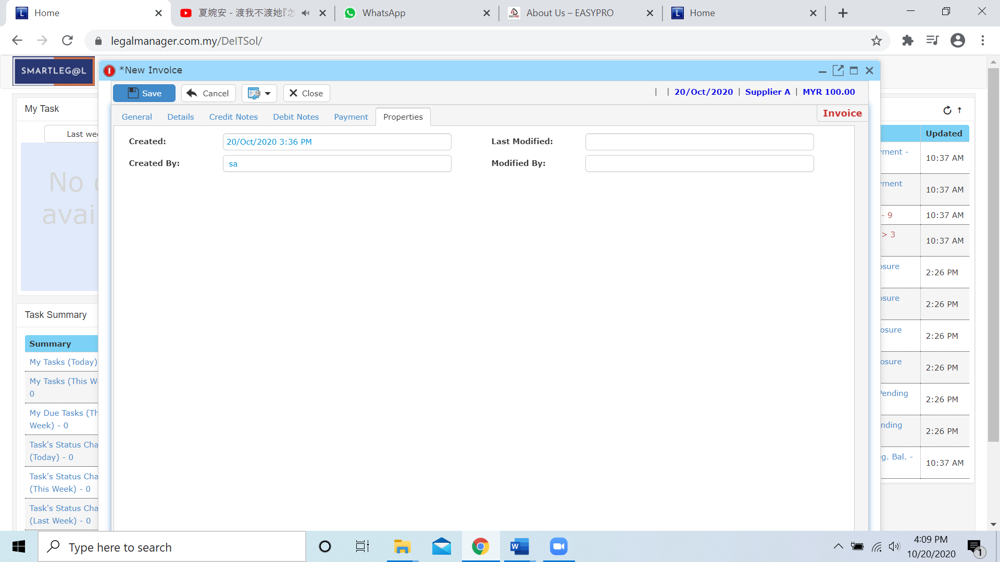 Home
夏婉安 - 渡我不渡她『怎
WhatsApp
About Us – EASYPRO
Home
legalmanager.com.my/DeITSol/
SMARTLEG@L
*New Invoice
Save
Cancel
Close
| | 20/Oct/2020 | Supplier A | MYR 100.00
General
Details
Credit Notes
Debit Notes
Payment
Properties
Invoice
Created:
20/Oct/2020 3:36 PM
Last Modified:
Created By:
sa
Modified By:
My Task
Last wee
No
avai
Task Summary
Summary
My Tasks (Today)
My Tasks (This W
0
My Due Tasks (Th
Week) - 0
Task's Status Cha
(Today) - 0
Task's Status Cha
(This Week) - 0
Task's Status Cha
(Last Week) - 0
Updated
yment -
10:37 AM
yment
10:37 AM
- 9
10:37 AM
> 3
10:37 AM
osure
2:26 PM
osure
2:26 PM
osure
2:26 PM
osure
2:26 PM
Pending
2:26 PM
nding
2:26 PM
eg. Bal. -
10:37 AM
Type here to search
4:09 PM
10/20/2020
1